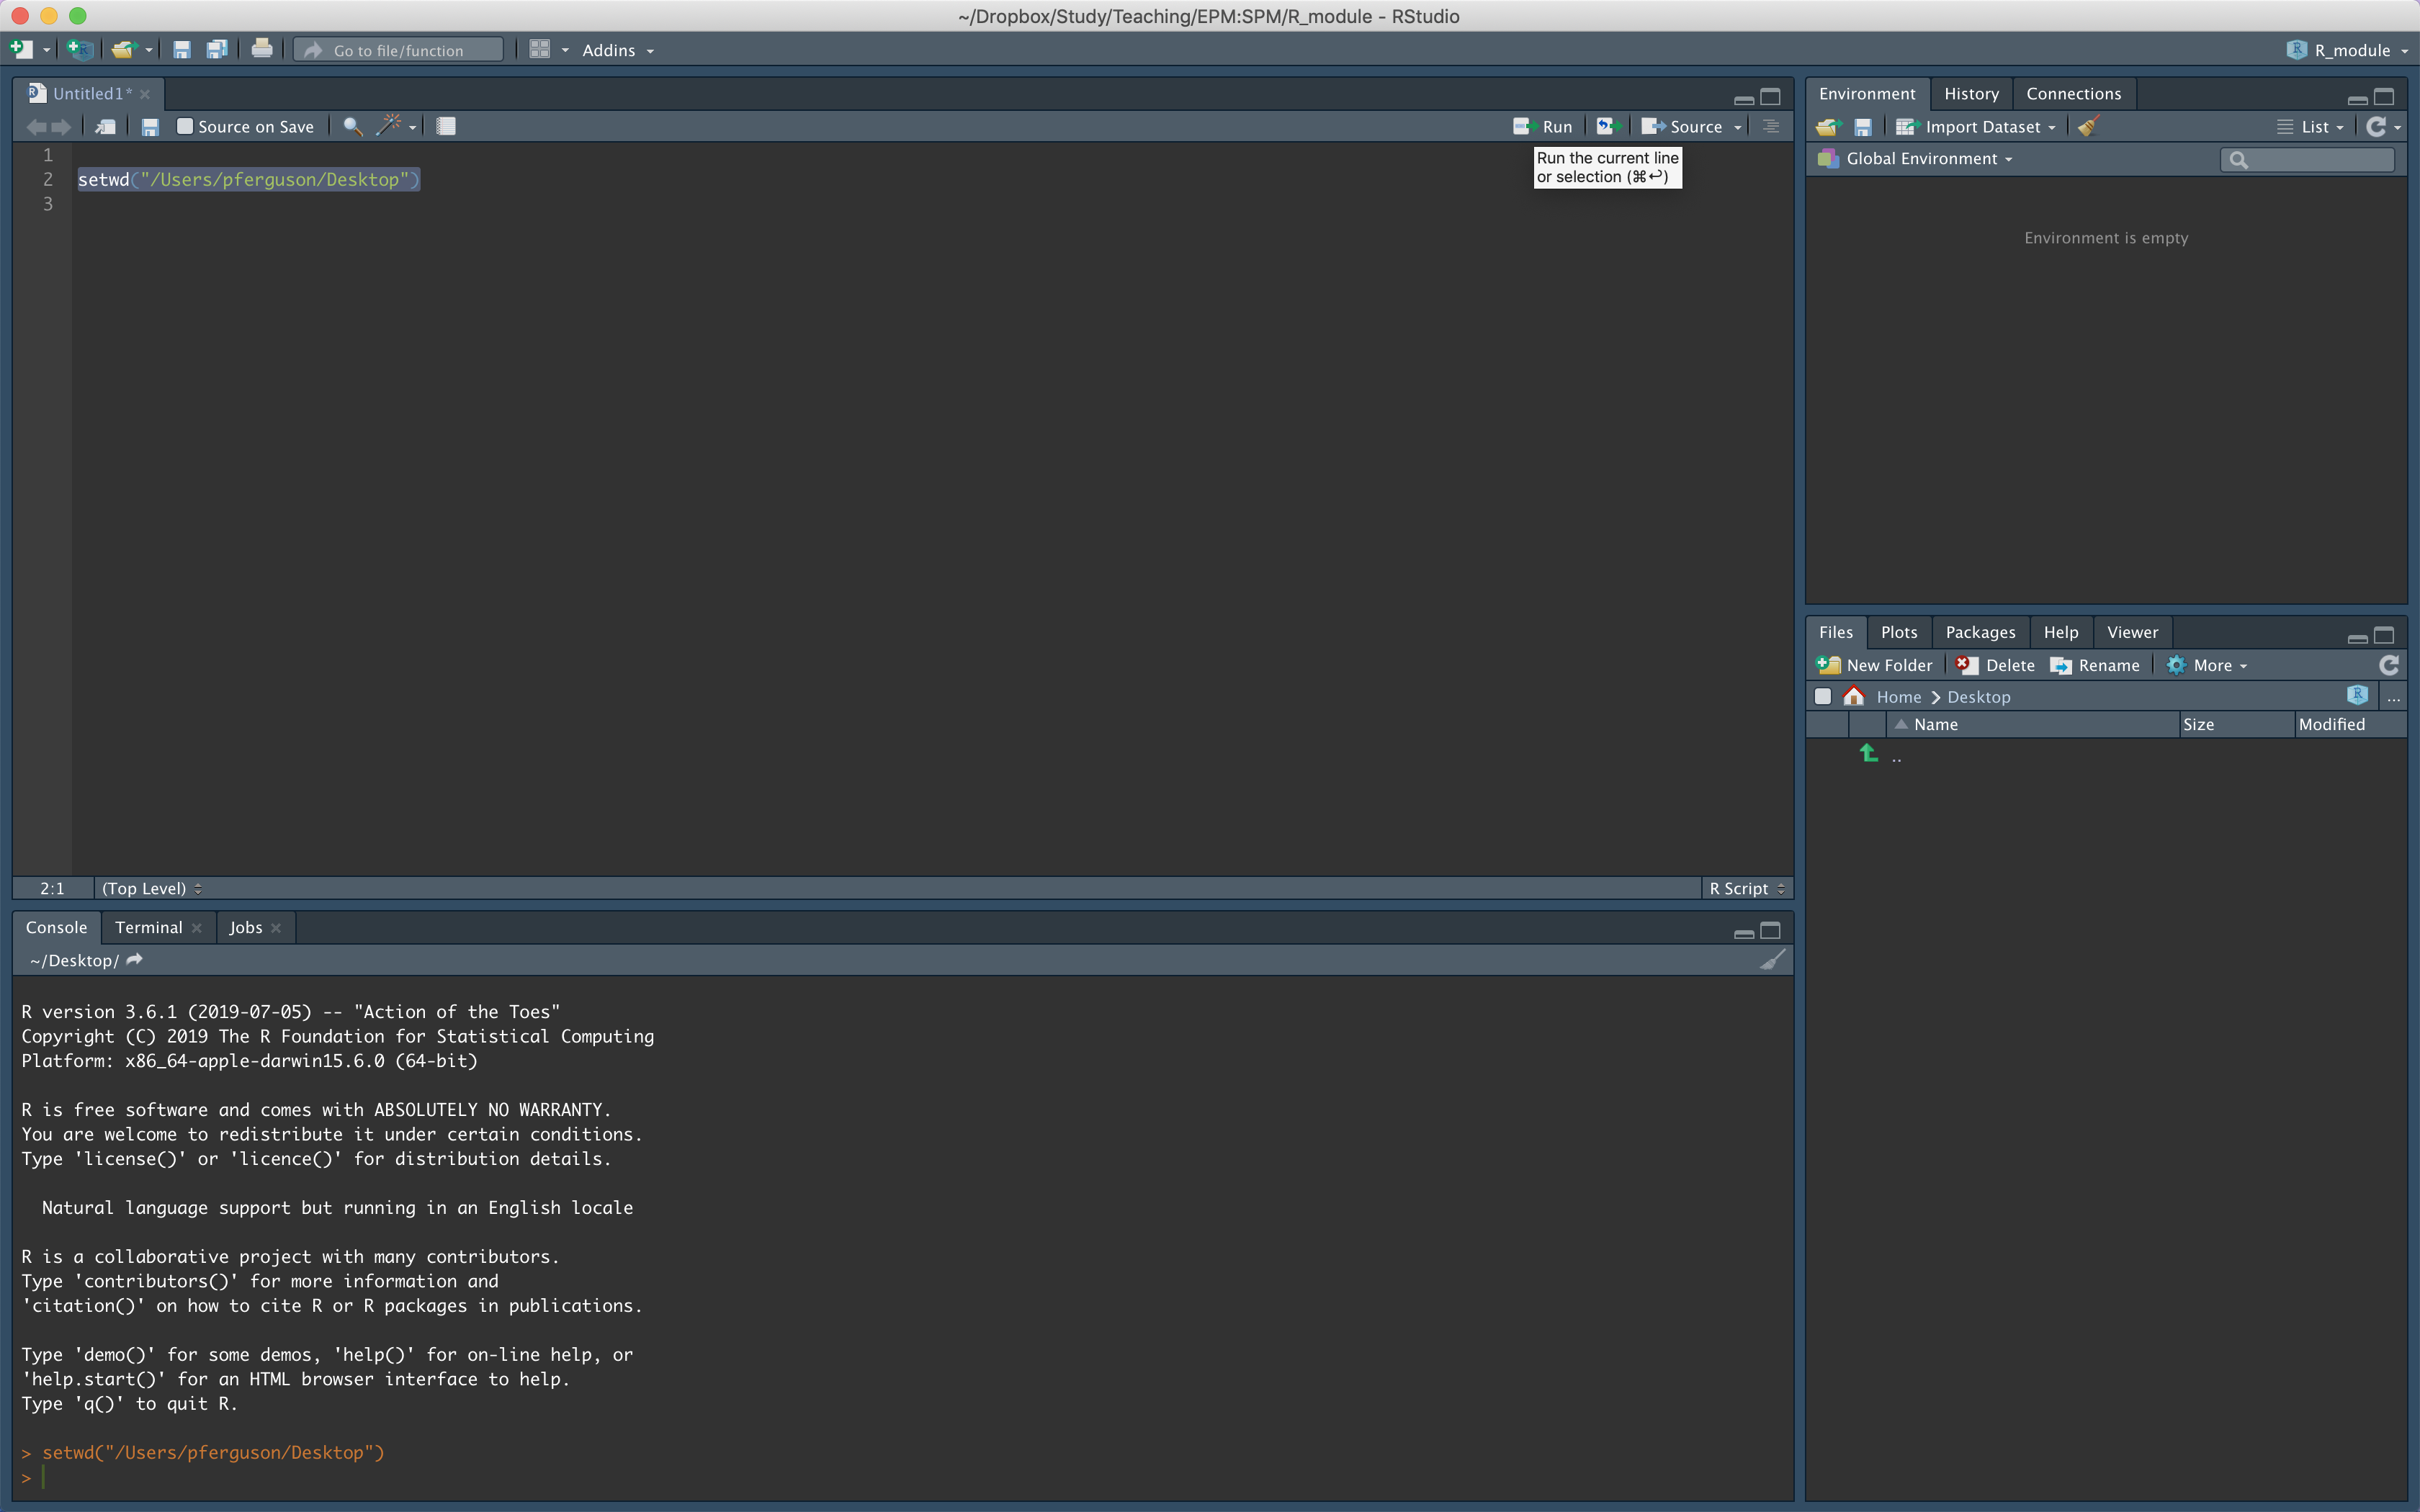 ~/Dropbox/Study/Teaching/EPM:SPM/R_module - RStudio
Go to file/function
Addins
R_module
Untitled1*
Source on Save
Run
Source
Run the current line
or selection (⌘↩)
1
2
setwd("/Users/pferguson/Desktop")
3
2:1
(Top Level)
R Script
Environment
History
Connections
Import Dataset
List
Global Environment
Environment is empty
Files
Plots
Packages
Help
Viewer
New Folder
Delete
Rename
More
Home
Desktop
R
...
Name
Size
Modified
..
Console
Terminal
Jobs
~/Desktop/
R version 3.6.1 (2019-07-05) -- "Action of the Toes"
Copyright (C) 2019 The R Foundation for Statistical Computing
Platform: x86_64-apple-darwin15.6.0 (64-bit)
R is free software and comes with ABSOLUTELY NO WARRANTY.
You are welcome to redistribute it under certain conditions.
Type 'license()' or 'licence()' for distribution details.
Natural language support but running in an English locale
R is a collaborative project with many contributors.
Type 'contributors()' for more information and
'citation()' on how to cite R or R packages in publications.
Type 'demo()' for some demos, 'help()' for on-line help, or
'help.start()' for an HTML browser interface to help.
Type 'q()' to quit R.
> setwd("/Users/pferguson/Desktop")
>